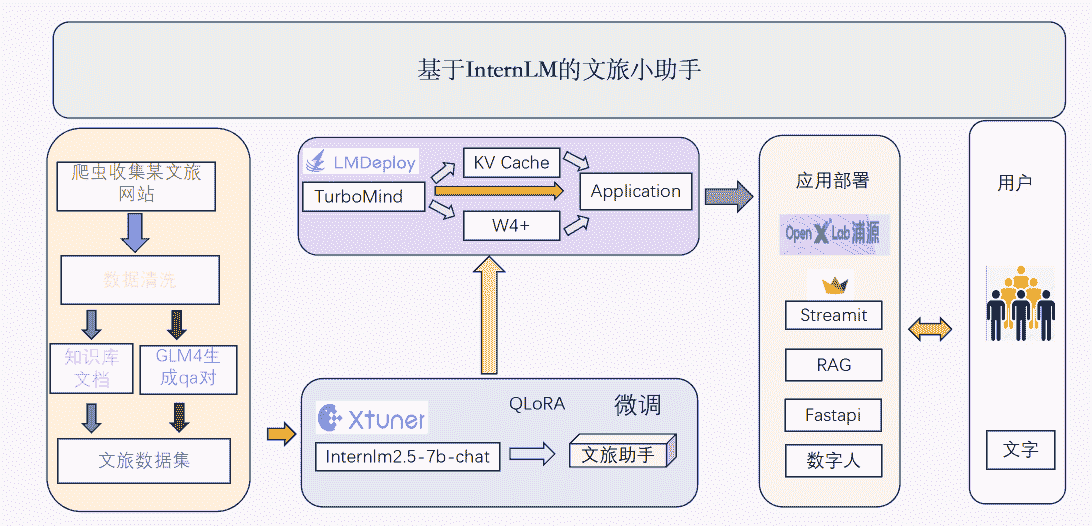 基于InternLM的文旅小助手
爬虫收集某文旅
网站
数据清洗
知识库
文档
GLM4生
成qa对
文旅数据集
LMDeploy
TurboMind
KV Cache
W4+
Application
Xtuner
QLoRA
微调
Internlm2.5-7b-chat
文旅助手
应用部署
OpenXLab浦源
Streamit
RAG
Fastapi
数字人
用户
文字